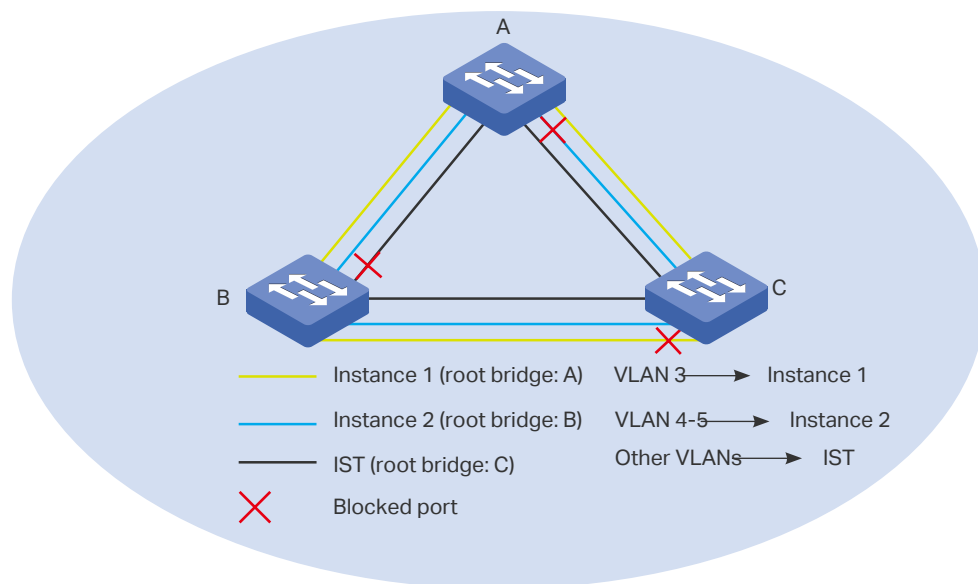 A
B
C
Instance 1 (root bridge: A) VLAN 3 Instance 1
Instance 2 (root bridge: B) VLAN 4-5 Instance 2
IST (root bridge: C) Other VLANs IST
Blocked port